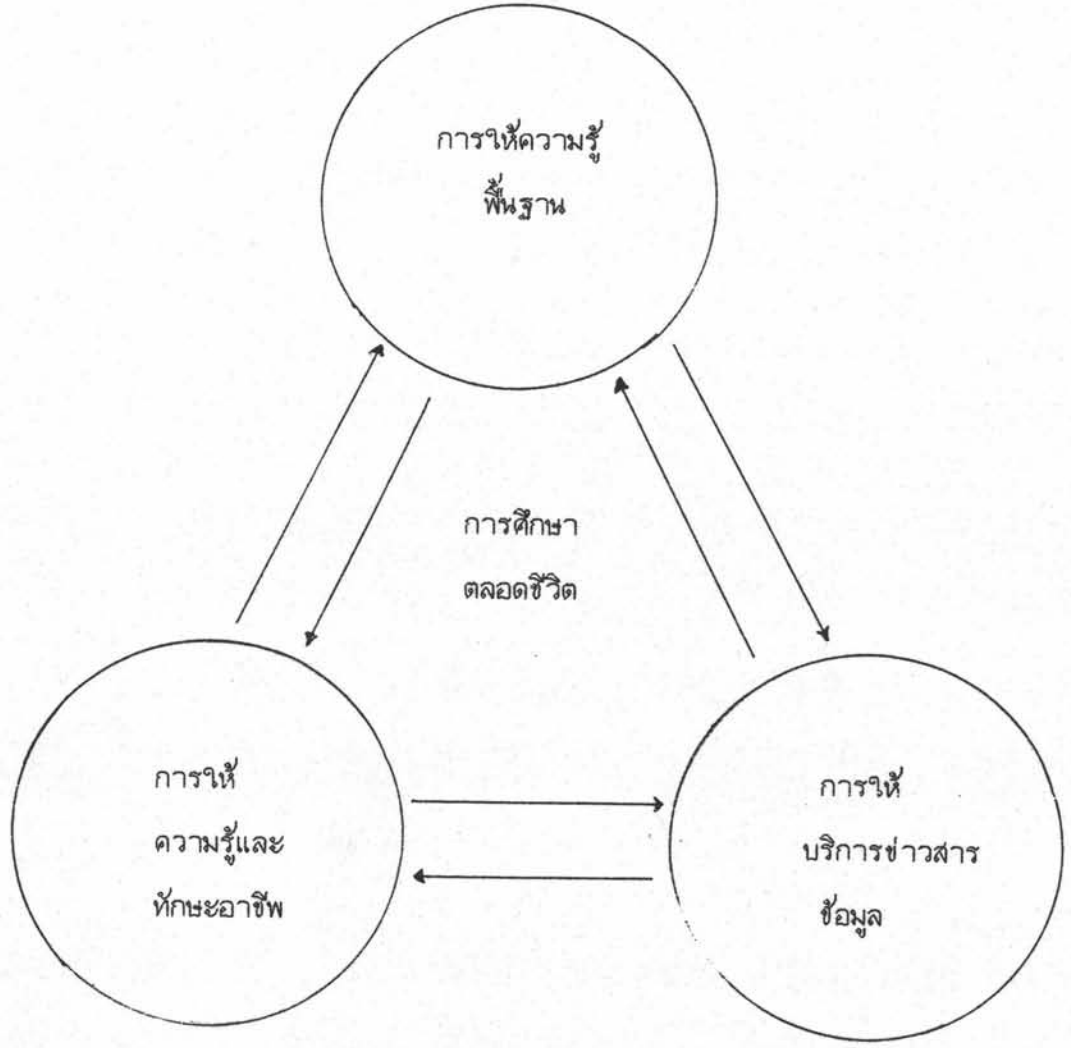 การให้ความรู้
พื้นฐาน
การศึกษา
ตลอดชีวิต
การให้
ความรู้และ
ทักษะอาชีพ
การให้
บริการข่าวสาร
ข้อมูล